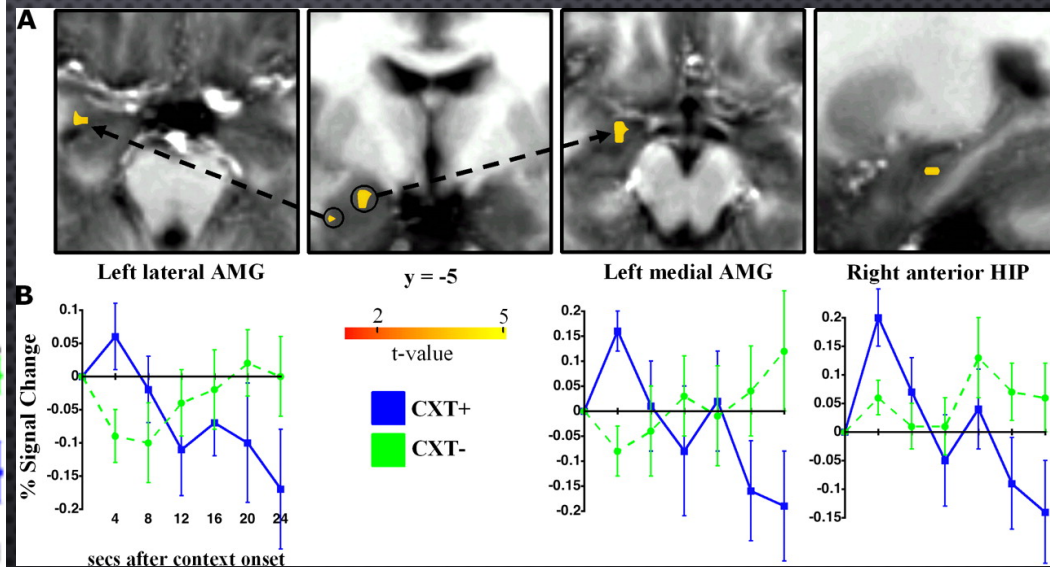 A
Left lateral AMG
y = -5
Left medial AMG
Right anterior HIP
B
% Signal Change
0.1
0.05
0
-0.05
-0.1
-0.15
-0.2
4 8 12 16 20 24
secs after context onset
2 5
t-value
CXT+
CXT-
0.2
0.15
0.1
0.05
0
-0.05
-0.1
-0.15
-0.2
0.2
0.15
0.1
0.05
0
-0.05
-0.1
-0.15